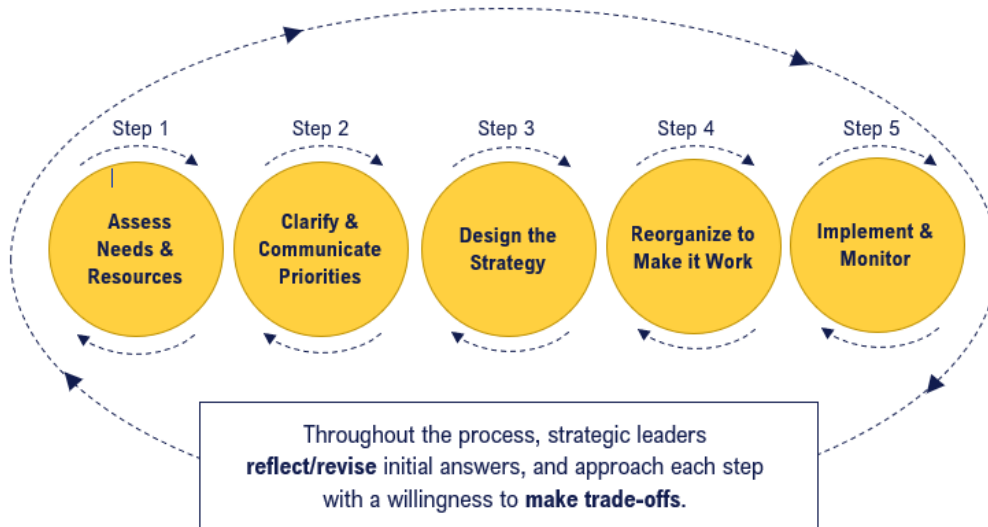 Step 1
Step 2
Step 3
Step 4
Step 5
Assess
Needs &
Resources
Clarify &
Communicate
Priorities
Design the
Strategy
Reorganize to
Make it Work
Implement &
Monitor
Throughout the process, strategic leaders
reflect/revise initial answers, and approach each step
with a willingness to make trade-offs.